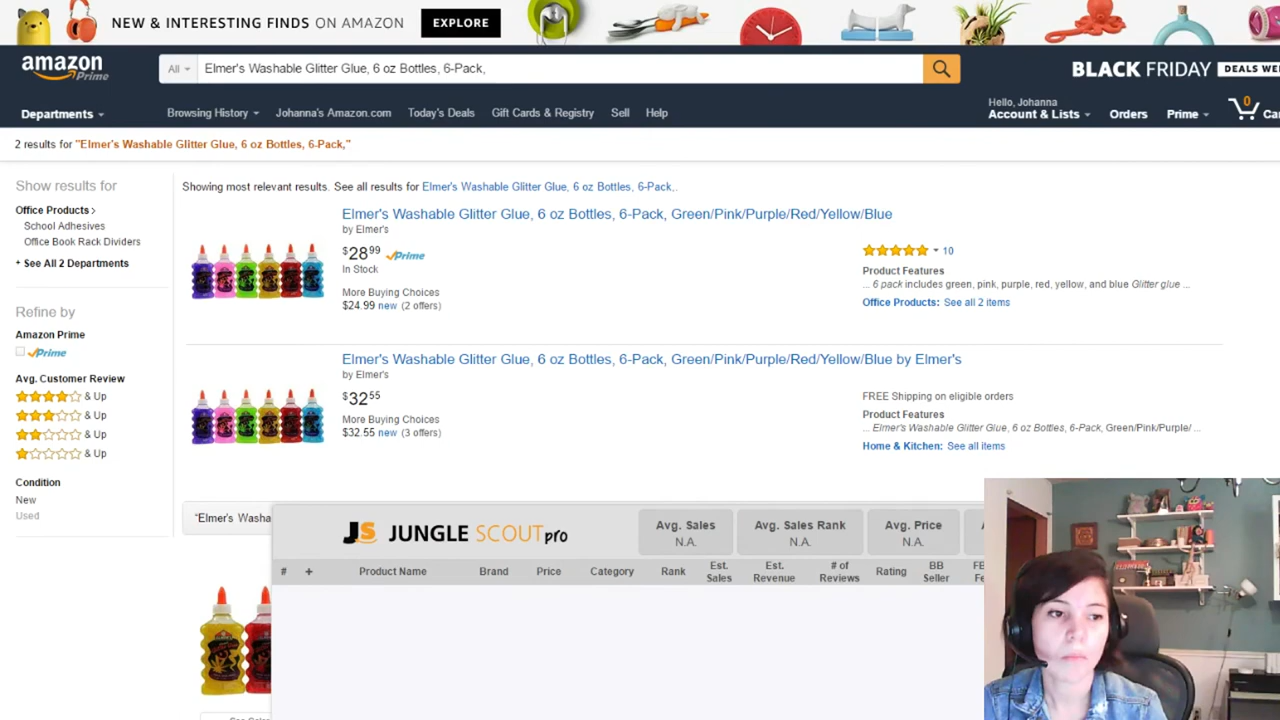 NEW & INTERESTING FINDS ON AMAZON EXPLORE
amazon Prime
All
Elmer's Washable Glitter Glue, 6 oz Bottles, 6-Pack,
BLACK FRIDAY DEALS WE
Departments
Browsing History
Johanna's Amazon.com
Today's Deals
Gift Cards & Registry
Sell
Help
Hello, Johanna
Account & Lists
Orders
Prime
0
Ca
2 results for "Elmer's Washable Glitter Glue, 6 oz Bottles, 6-Pack,"
Show results for
Office Products
School Adhesives
Office Book Rack Dividers
+ See All 2 Departments
Refine by
Amazon Prime
Prime
Avg. Customer Review
& Up
& Up
& Up
& Up
Condition
New
Used
Showing most relevant results. See all results for Elmer's Washable Glitter Glue, 6 oz Bottles, 6-Pack,.
Elmer's Washable Glitter Glue, 6 oz Bottles, 6-Pack, Green/Pink/Purple/Red/Yellow/Blue
by Elmer's
$28 99 Prime
In Stock
More Buying Choices
$24.99 new (2 offers)
10
Product Features
... 6 pack includes green, pink, purple, red, yellow, and blue Glitter glue ...
Office Products: See all 2 items
Elmer's Washable Glitter Glue, 6 oz Bottles, 6-Pack, Green/Pink/Purple/Red/Yellow/Blue by Elmer's
by Elmer's
$32 55
More Buying Choices
$32.55 new (3 offers)
FREE Shipping on eligible orders
Product Features
... Elmer's Washable Glitter Glue, 6 oz Bottles, 6-Pack, Green/Pink/Purple/ ...
Home & Kitchen: See all items
"Elmer's Washa
JS JUNGLE SCOUT pro
Avg. Sales
N.A.
Avg. Sales Rank
N.A.
Avg. Price
N.A.
#
+
Product Name
Brand
Price
Category
Rank
Est. Sales
Est. Revenue
# of Reviews
Rating
BB Seller
FB
Fe